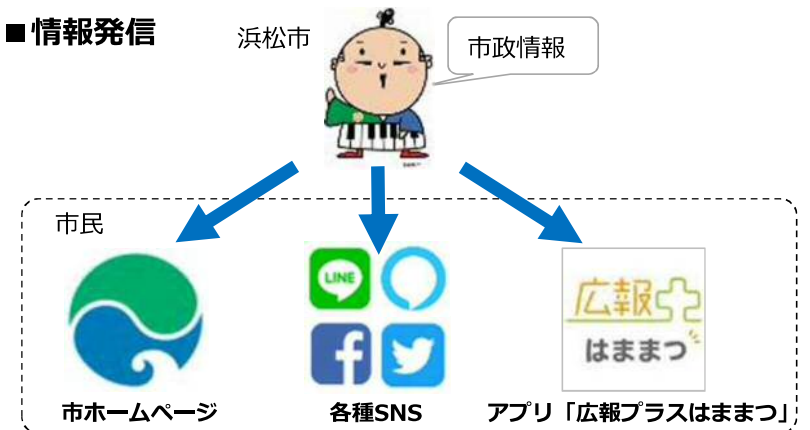 ■情報発信
浜松市
市政情報
市民
LINE
広報
はままつ
市ホームページ
各種SNS
アプリ「広報プラスはままつ」